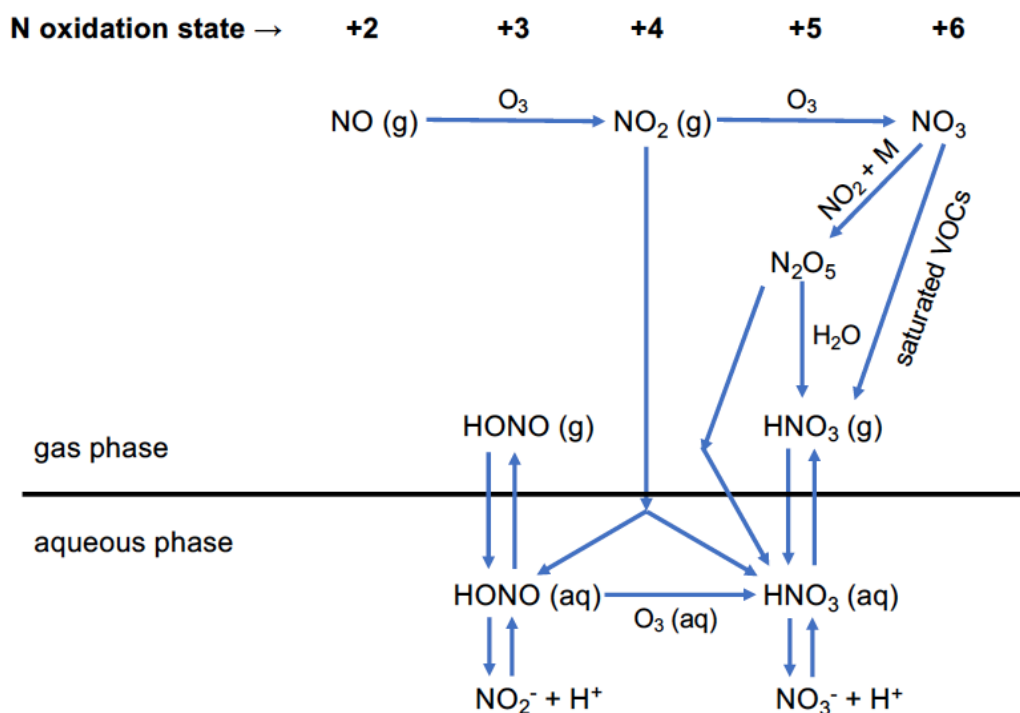 N oxidation state → +2 +3 +4 +5 +6
O₃ O₃
NO (g) NO₂ (g) NO₃
NO₂ + M
saturated VOCs
N₂O₅
H₂O
HONO (g) HNO₃ (g)
gas phase
aqueous phase
HONO (aq) HNO₃ (aq)
O₃ (aq)
NO₂⁻ + H⁺ NO₃⁻ + H⁺